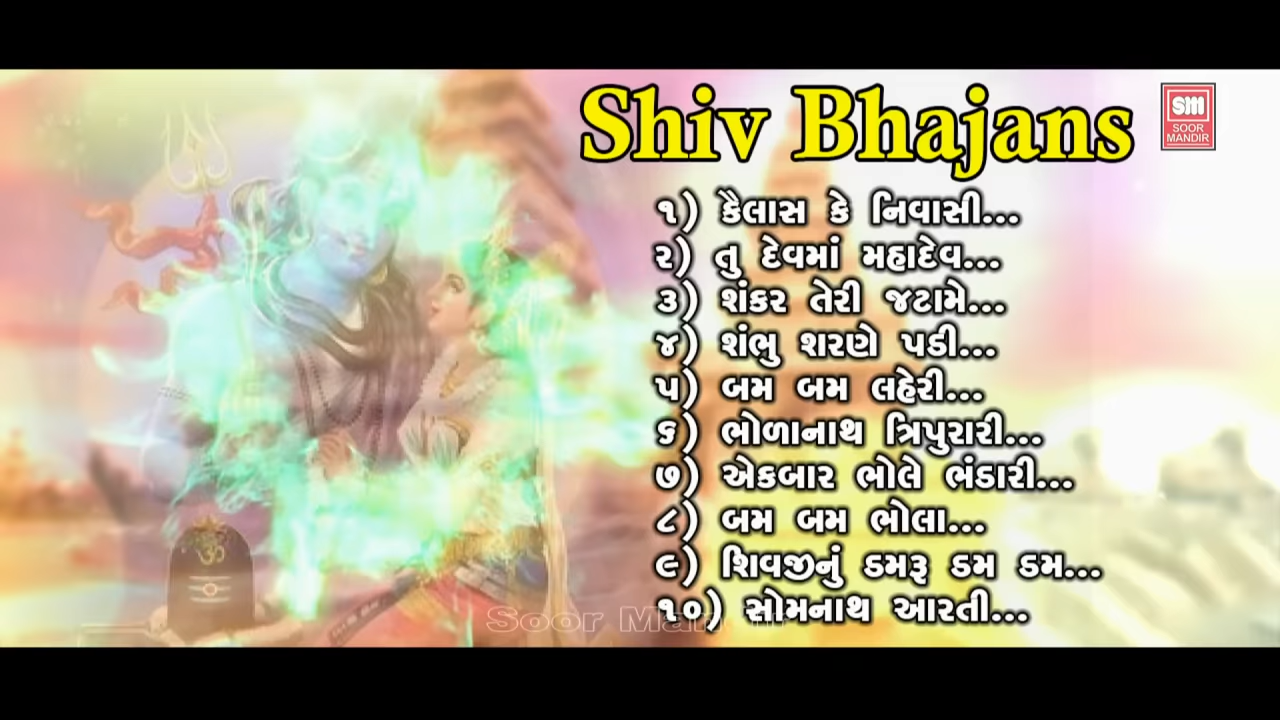 Shiv Bhajans
SM
SOOR
MANDIR
૧) કૈલાસ કે નિવાસી...
૨) તુ દેવમાં મહાદેવ...
૩) શંકર તેરી જટામે...
૪) શંભુ શરણે પડી...
૫) બમ બમ લહેરી...
૬) ભોળાનાથ ત્રિપુરારી...
૭) એકબાર ભોલે ભંડારી...
૮) બમ બમ ભોલા...
૯) શિવજીનું ડમરૂ ડમ ડમ...
૧૦) સોમનાથ આરતી...
Soor Mandir
ૐ